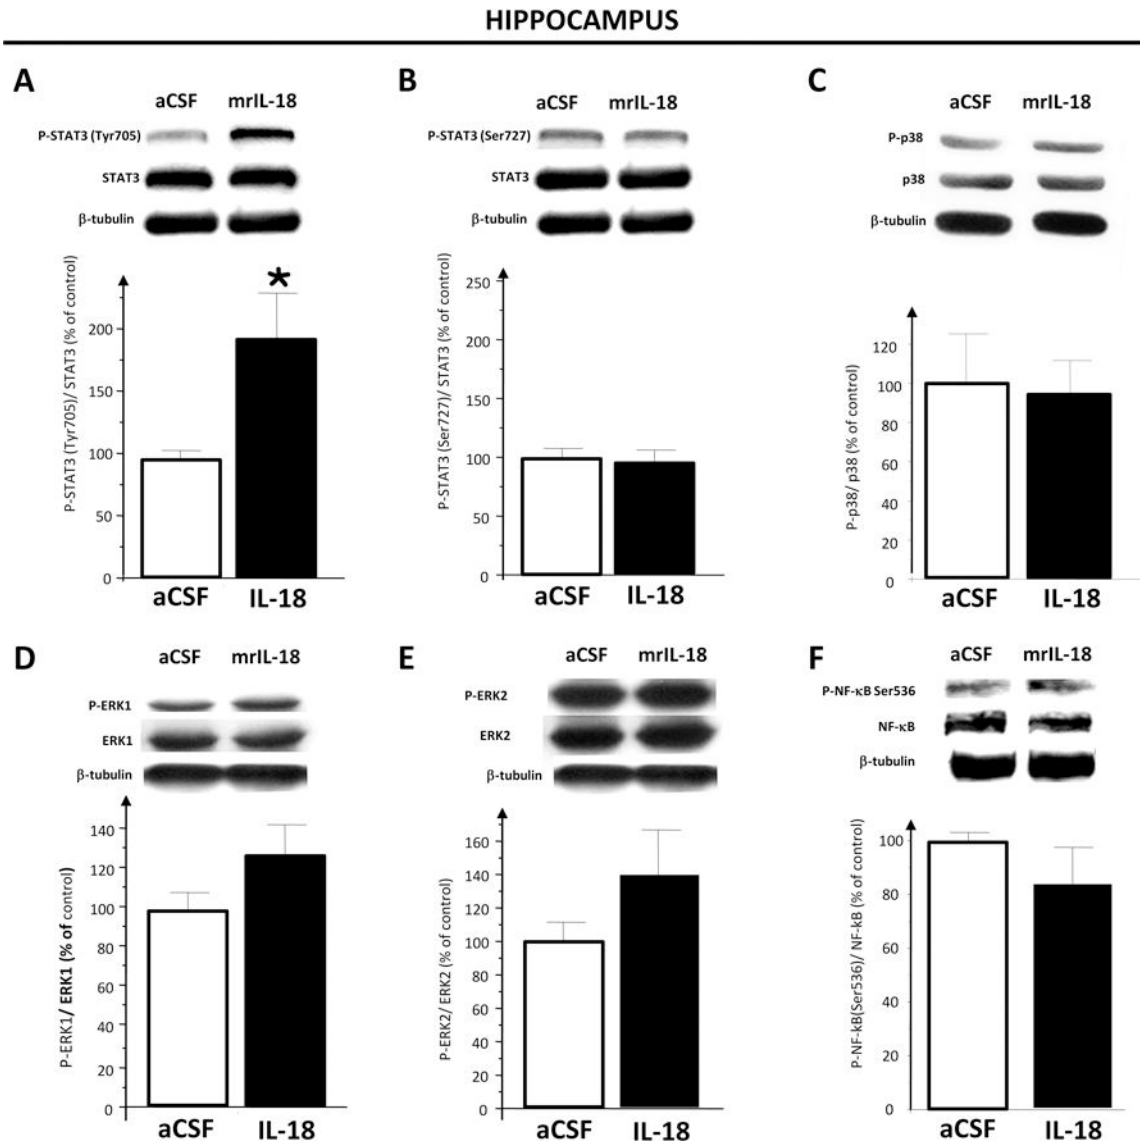 HIPPOCAMPUS
A
aCSF mrIL-18
P-STAT3 (Tyr705)
STAT3
β-tubulin
P-STAT3 (Tyr705)/ STAT3 (% of control)
200
150
100
50
0
*
aCSF IL-18
B
aCSF mrIL-18
P-STAT3 (Ser727)
STAT3
β-tubulin
P-STAT3 (Ser727)/ STAT3 (% of control)
250
200
150
100
50
0
aCSF IL-18
C
aCSF mrIL-18
P-p38
p38
β-tubulin
P-p38/ p38 (% of control)
120
100
80
60
40
20
0
aCSF IL-18
D
aCSF mrIL-18
P-ERK1
ERK1
β-tubulin
P-ERK1/ ERK1 (% of control)
140
120
100
80
60
40
20
0
aCSF IL-18
E
aCSF mrIL-18
P-ERK2
ERK2
β-tubulin
P-ERK2/ ERK2 (% of control)
160
140
120
100
80
60
40
20
0
aCSF IL-18
F
aCSF mrIL-18
P-NF-κB Ser536
NF-κB
β-tubulin
P-NF-kB(Ser536)/ NF-kB (% of control)
100
80
60
40
20
0
aCSF IL-18